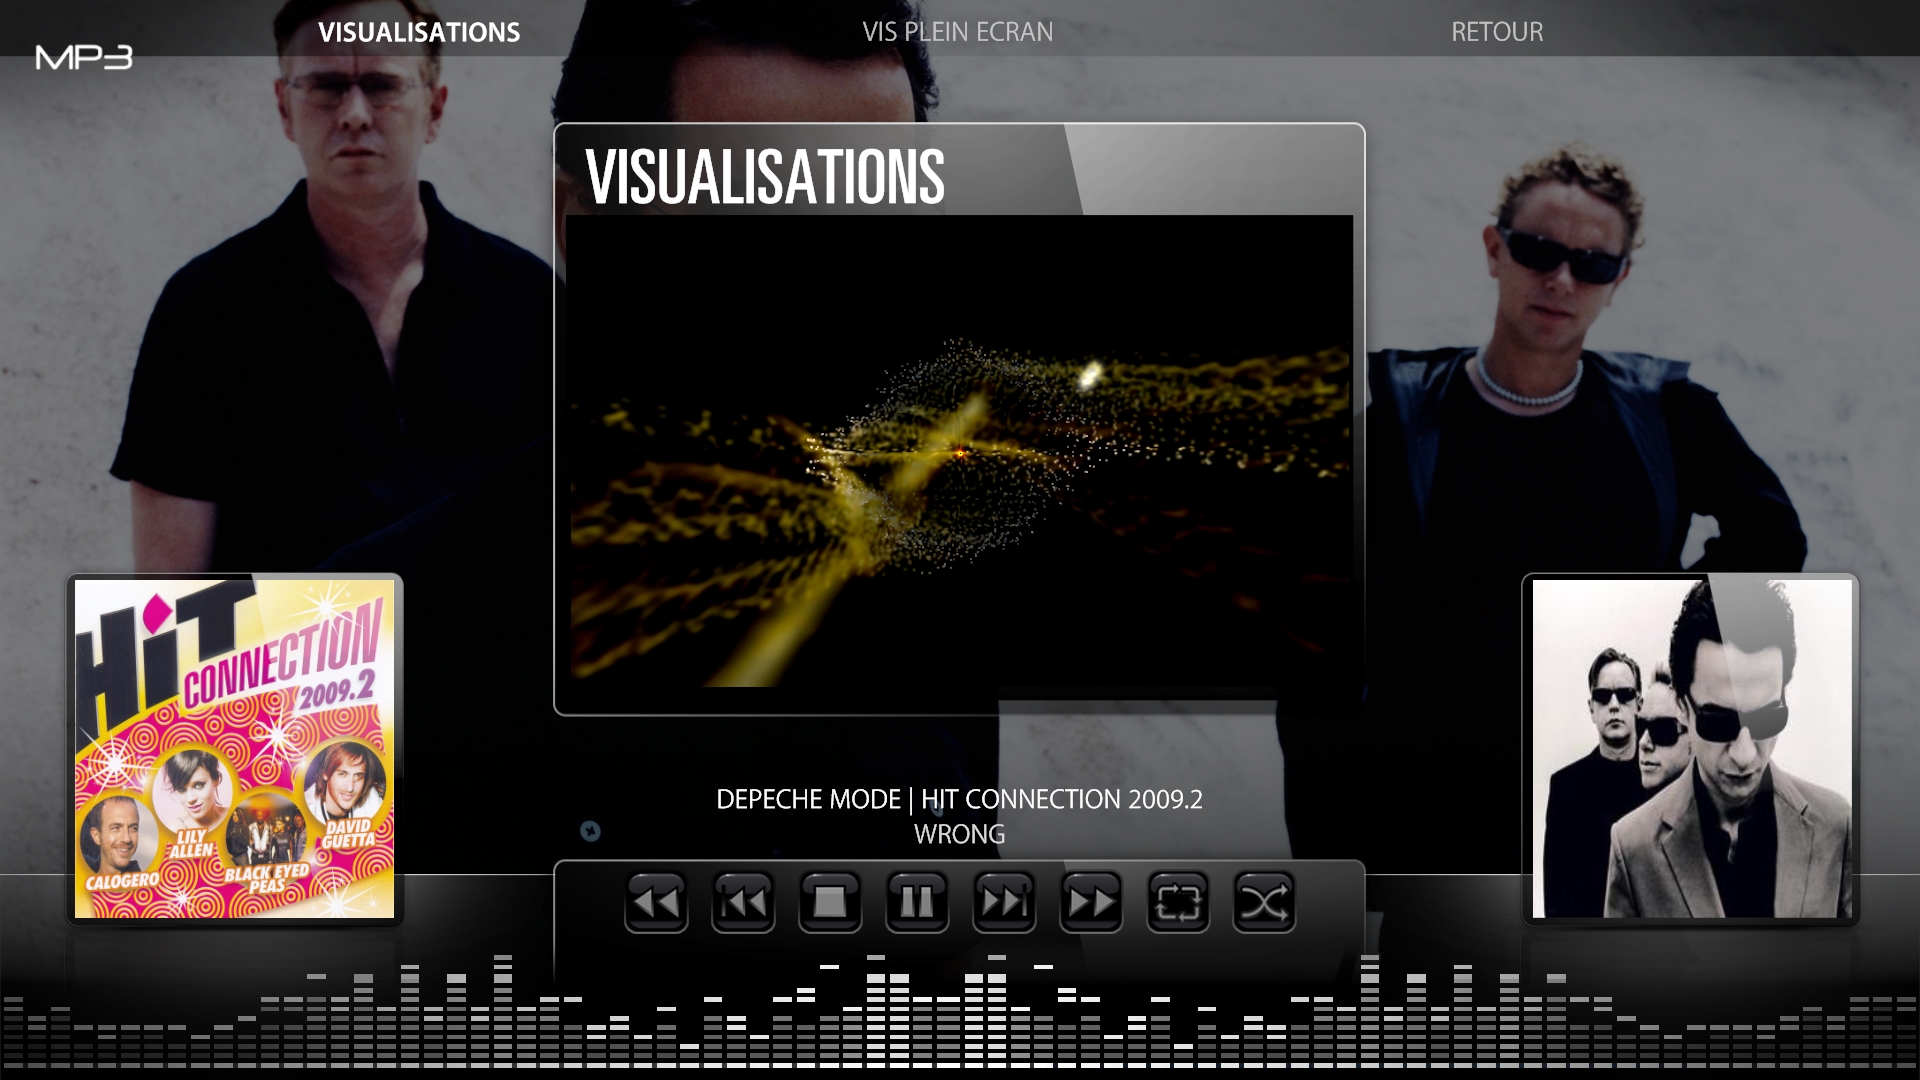 VISUALISATIONS
VIS PLEIN ECRAN
RETOUR
MP3
VISUALISATIONS
HiT
CONNECTION
2009.2
LILY
ALLEN
DAVID
GUETTA
CALOGERO
BLACK EYED
PEAS
DEPECHE MODE | HIT CONNECTION 2009.2
WRONG